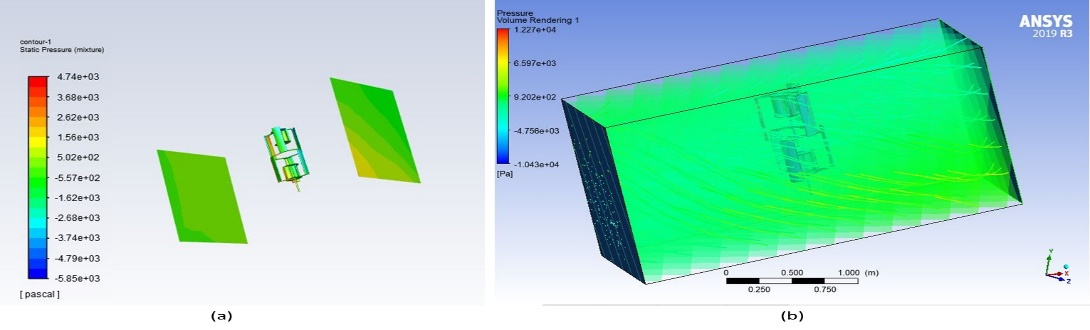 contour-1
Static Pressure (mixture)
4.74e+03
3.68e+03
2.62e+03
1.56e+03
5.02e+02
-5.57e+02
-1.62e+03
-2.68e+03
-3.74e+03
-4.79e+03
-5.85e+03
[ pascal ]
(a)
Pressure
Volume Rendering 1
1.227e+04
6.597e+03
9.202e+02
-4.756e+03
-1.043e+04
[Pa]
ANSYS
2019 R3
0 0.500 1.000 (m)
0.250 0.750
Y
X
Z
(b)